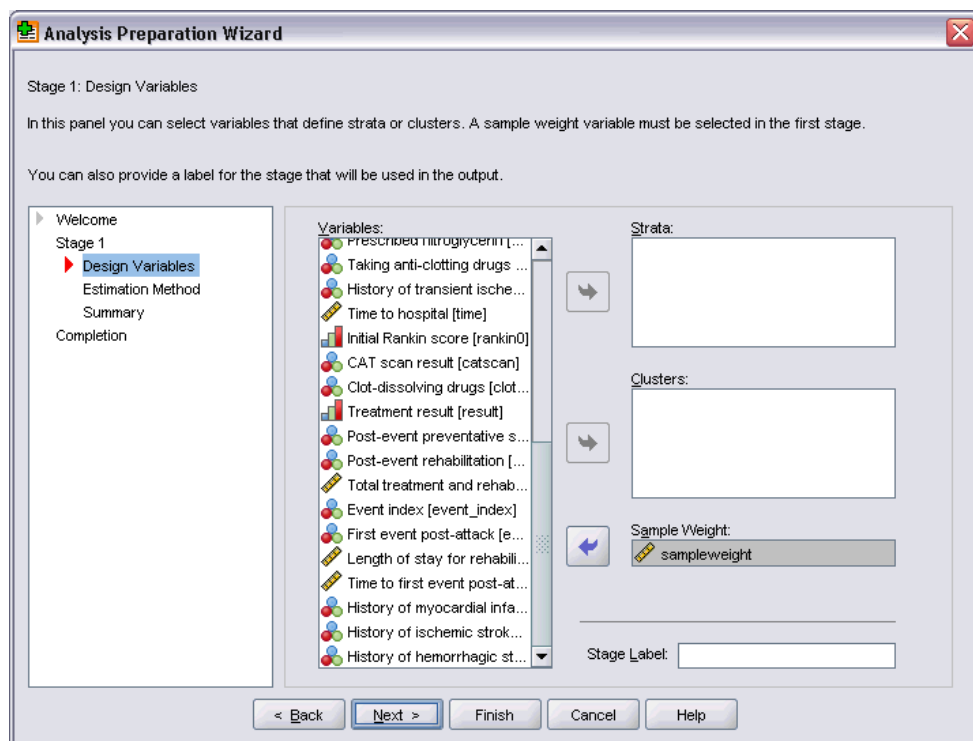 Analysis Preparation Wizard
Stage 1: Design Variables
In this panel you can select variables that define strata or clusters. A sample weight variable must be selected in the first stage.
You can also provide a label for the stage that will be used in the output.
Welcome
Stage 1
Design Variables
Estimation Method
Summary
Completion
Variables:
Prescribed nitroglycerin [...
Taking anti-clotting drugs ...
History of transient ische...
Time to hospital [time]
Initial Rankin score [rankin0]
CAT scan result [catscan]
Clot-dissolving drugs [clot...
Treatment result [result]
Post-event preventative s...
Post-event rehabilitation [...
Total treatment and rehab...
Event index [event_index]
First event post-attack [e...
Length of stay for rehabili...
Time to first event post-at...
History of myocardial infa...
History of ischemic strok...
History of hemorrhagic st...
Strata:
Clusters:
Sample Weight:
sampleweight
Stage Label:
< Back
Next >
Finish
Cancel
Help